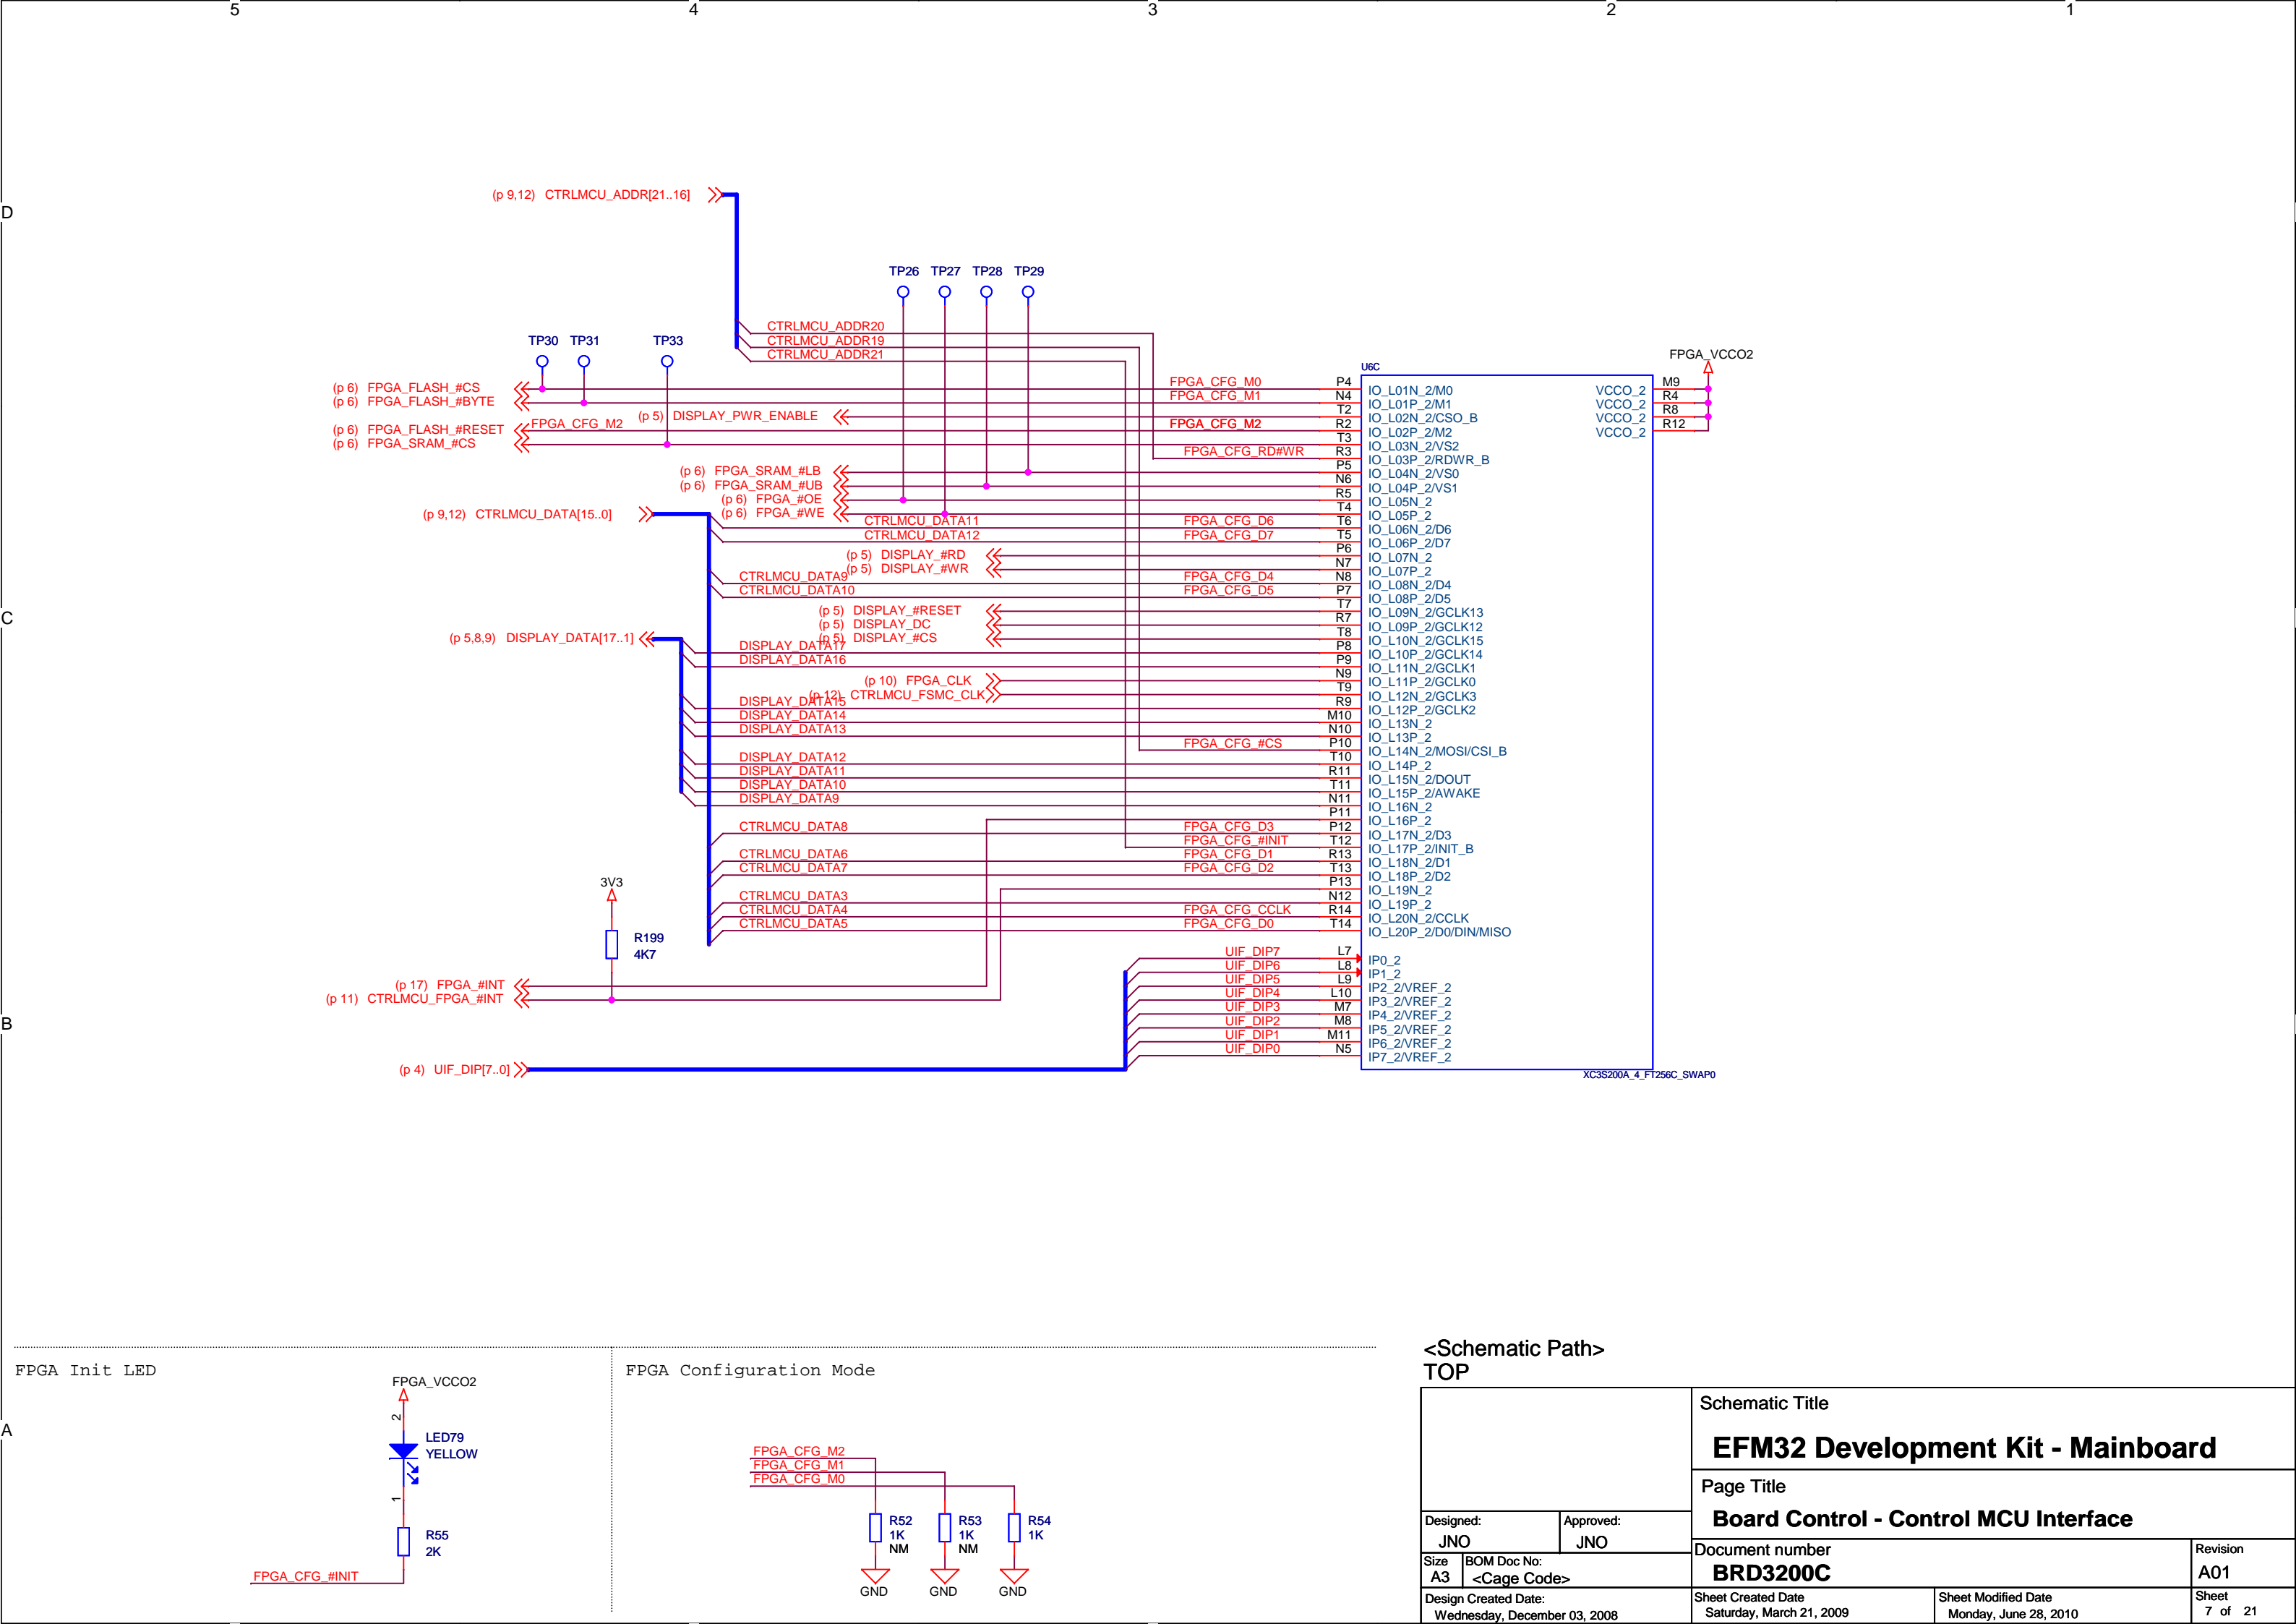 5 4 3 2 1
D
C
B
A
(p 9,12) CTRLMCU_ADDR[21..16]
TP26 TP27 TP28 TP29
CTRLMCU_ADDR20
CTRLMCU_ADDR19
CTRLMCU_ADDR21
TP30 TP31 TP33
(p 6) FPGA_FLASH_#CS
(p 6) FPGA_FLASH_#BYTE
(p 5) DISPLAY_PWR_ENABLE
(p 6) FPGA_FLASH_#RESET FPGA_CFG_M2
(p 6) FPGA_SRAM_#CS
(p 6) FPGA_SRAM_#LB
(p 6) FPGA_SRAM_#UB
(p 6) FPGA_#OE
(p 6) FPGA_#WE
(p 9,12) CTRLMCU_DATA[15..0]
CTRLMCU_DATA11
CTRLMCU_DATA12
(p 5) DISPLAY_#RD
(p 5) DISPLAY_#WR
CTRLMCU_DATA9
CTRLMCU_DATA10
(p 5) DISPLAY_#RESET
(p 5) DISPLAY_DC
(p 5) DISPLAY_#CS
(p 5,8,9) DISPLAY_DATA[17..1]
DISPLAY_DATA17
DISPLAY_DATA16
(p 10) FPGA_CLK
(p 12) CTRLMCU_FSMC_CLK
DISPLAY_DATA15
DISPLAY_DATA14
DISPLAY_DATA13
DISPLAY_DATA12
DISPLAY_DATA11
DISPLAY_DATA10
DISPLAY_DATA9
CTRLMCU_DATA8
CTRLMCU_DATA6
CTRLMCU_DATA7
CTRLMCU_DATA3
CTRLMCU_DATA4
CTRLMCU_DATA5
3V3
R199
4K7
(p 17) FPGA_#INT
(p 11) CTRLMCU_FPGA_#INT
(p 4) UIF_DIP[7..0]
U6C
FPGA_VCCO2
FPGA_CFG_M0 P4 IO_L01N_2/M0 VCCO_2 M9
FPGA_CFG_M1 N4 IO_L01P_2/M1 VCCO_2 R4
T2 IO_L02N_2/CSO_B VCCO_2 R8
FPGA_CFG_M2 R2 IO_L02P_2/M2 VCCO_2 R12
T3 IO_L03N_2/VS2
FPGA_CFG_RD#WR R3 IO_L03P_2/RDWR_B
P5 IO_L04N_2/VS0
N6 IO_L04P_2/VS1
R5 IO_L05N_2
T4 IO_L05P_2
FPGA_CFG_D6 T6 IO_L06N_2/D6
FPGA_CFG_D7 T5 IO_L06P_2/D7
P6 IO_L07N_2
N7 IO_L07P_2
FPGA_CFG_D4 N8 IO_L08N_2/D4
FPGA_CFG_D5 P7 IO_L08P_2/D5
T7 IO_L09N_2/GCLK13
R7 IO_L09P_2/GCLK12
T8 IO_L10N_2/GCLK15
P8 IO_L10P_2/GCLK14
P9 IO_L11N_2/GCLK1
N9 IO_L11P_2/GCLK0
T9 IO_L12N_2/GCLK3
R9 IO_L12P_2/GCLK2
M10 IO_L13N_2
N10 IO_L13P_2
FPGA_CFG_#CS P10 IO_L14N_2/MOSI/CSI_B
T10 IO_L14P_2
R11 IO_L15N_2/DOUT
T11 IO_L15P_2/AWAKE
N11 IO_L16N_2
P11 IO_L16P_2
FPGA_CFG_D3 P12 IO_L17N_2/D3
FPGA_CFG_#INIT T12 IO_L17P_2/INIT_B
FPGA_CFG_D1 R13 IO_L18N_2/D1
FPGA_CFG_D2 T13 IO_L18P_2/D2
P13 IO_L19N_2
N12 IO_L19P_2
FPGA_CFG_CCLK R14 IO_L20N_2/CCLK
FPGA_CFG_D0 T14 IO_L20P_2/D0/DIN/MISO
UIF_DIP7 L7 IP0_2
UIF_DIP6 L8 IP1_2
UIF_DIP5 L9 IP2_2/VREF_2
UIF_DIP4 L10 IP3_2/VREF_2
UIF_DIP3 M7 IP4_2/VREF_2
UIF_DIP2 M8 IP5_2/VREF_2
UIF_DIP1 M11 IP6_2/VREF_2
UIF_DIP0 N5 IP7_2/VREF_2
XC3S200A_4_FT256C_SWAP0
FPGA Init LED
FPGA_VCCO2
2
LED79
YELLOW
1
R55
2K
FPGA_CFG_#INIT
FPGA Configuration Mode
FPGA_CFG_M2
FPGA_CFG_M1
FPGA_CFG_M0
R52 R53 R54
1K 1K 1K
NM NM
GND GND GND
<Schematic Path>
TOP
Schematic Title
EFM32 Development Kit - Mainboard
Page Title
Board Control - Control MCU Interface
Designed: Approved:
JNO JNO
Document number Revision
BRD3200C A01
Size BOM Doc No:
A3 <Cage Code>
Design Created Date: Sheet Created Date Sheet Modified Date Sheet
Wednesday, December 03, 2008 Saturday, March 21, 2009 Monday, June 28, 2010 7 of 21